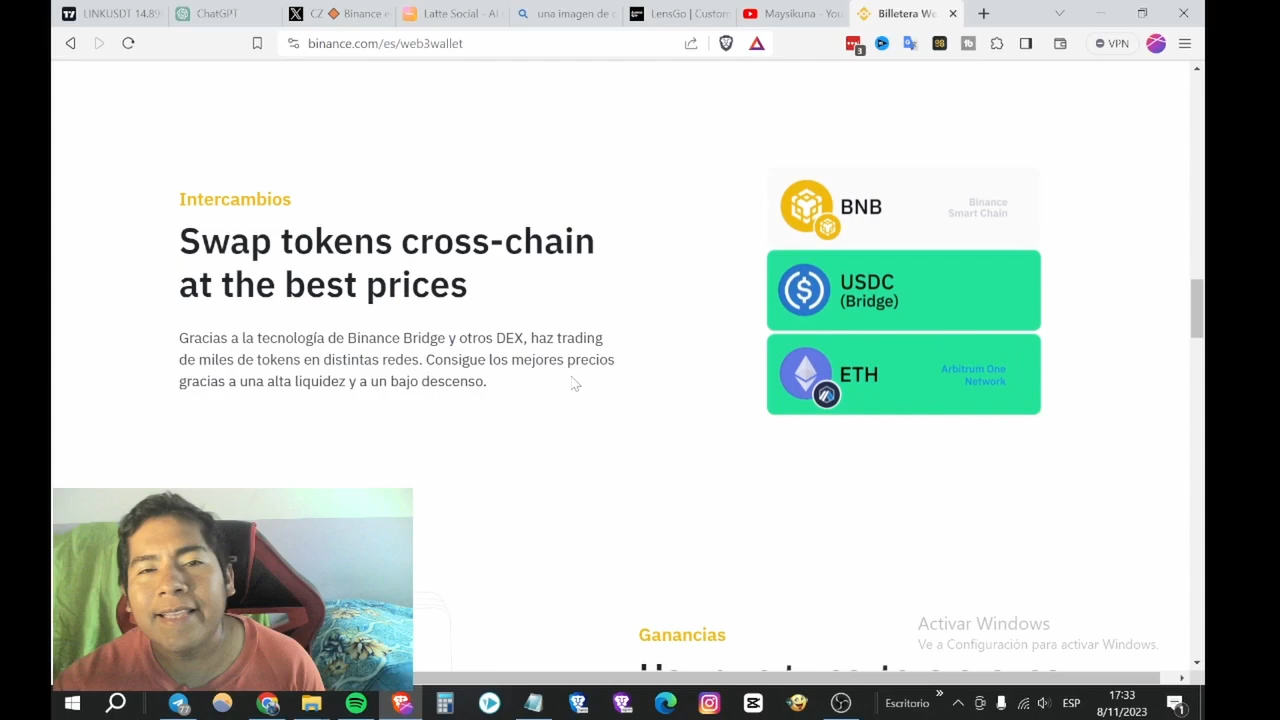 LINKUSDT 14.89
ChatGPT
CZ 🔶 Binance e
Latte Social - AI
una imagen de c
LensGo | Custom
Maysikuna - You
Billetera We
binance.com/es/web3wallet
3
VPN
Intercambios
Swap tokens cross-chain
at the best prices
Gracias a la tecnología de Binance Bridge y otros DEX, haz trading
de miles de tokens en distintas redes. Consigue los mejores precios
gracias a una alta liquidez y a un bajo descenso.
BNB
Binance
Smart Chain
USDC
(Bridge)
ETH
Arbitrum One
Network
Ganancias
Activar Windows
Ve a Configuración para activar Windows.
Escritorio
ESP
17:33
8/11/2023
1